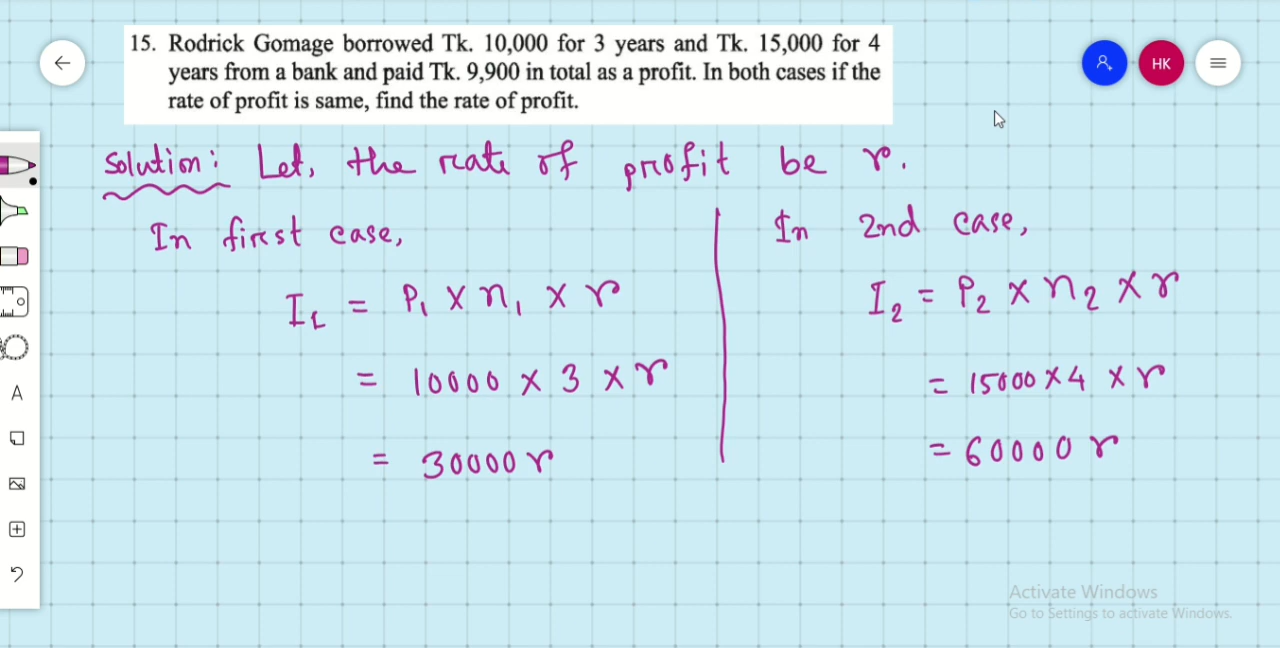 15. Rodrick Gomage borrowed Tk. 10,000 for 3 years and Tk. 15,000 for 4
years from a bank and paid Tk. 9,900 in total as a profit. In both cases if the
rate of profit is same, find the rate of profit.
HK
Solution: Let, the rate of profit be r.
In first case,
I₁ = P₁ × n₁ × r
= 10000 × 3 × r
= 30000 r
In 2nd case,
I₂ = P₂ × n₂ × r
= 15000 × 4 × r
= 60000 r
A
Activate Windows
Go to Settings to activate Windows.